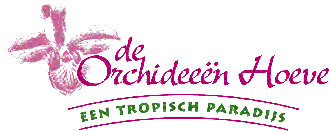 de
Orchideeën Hoeve
EEN TROPISCH PARADIJS